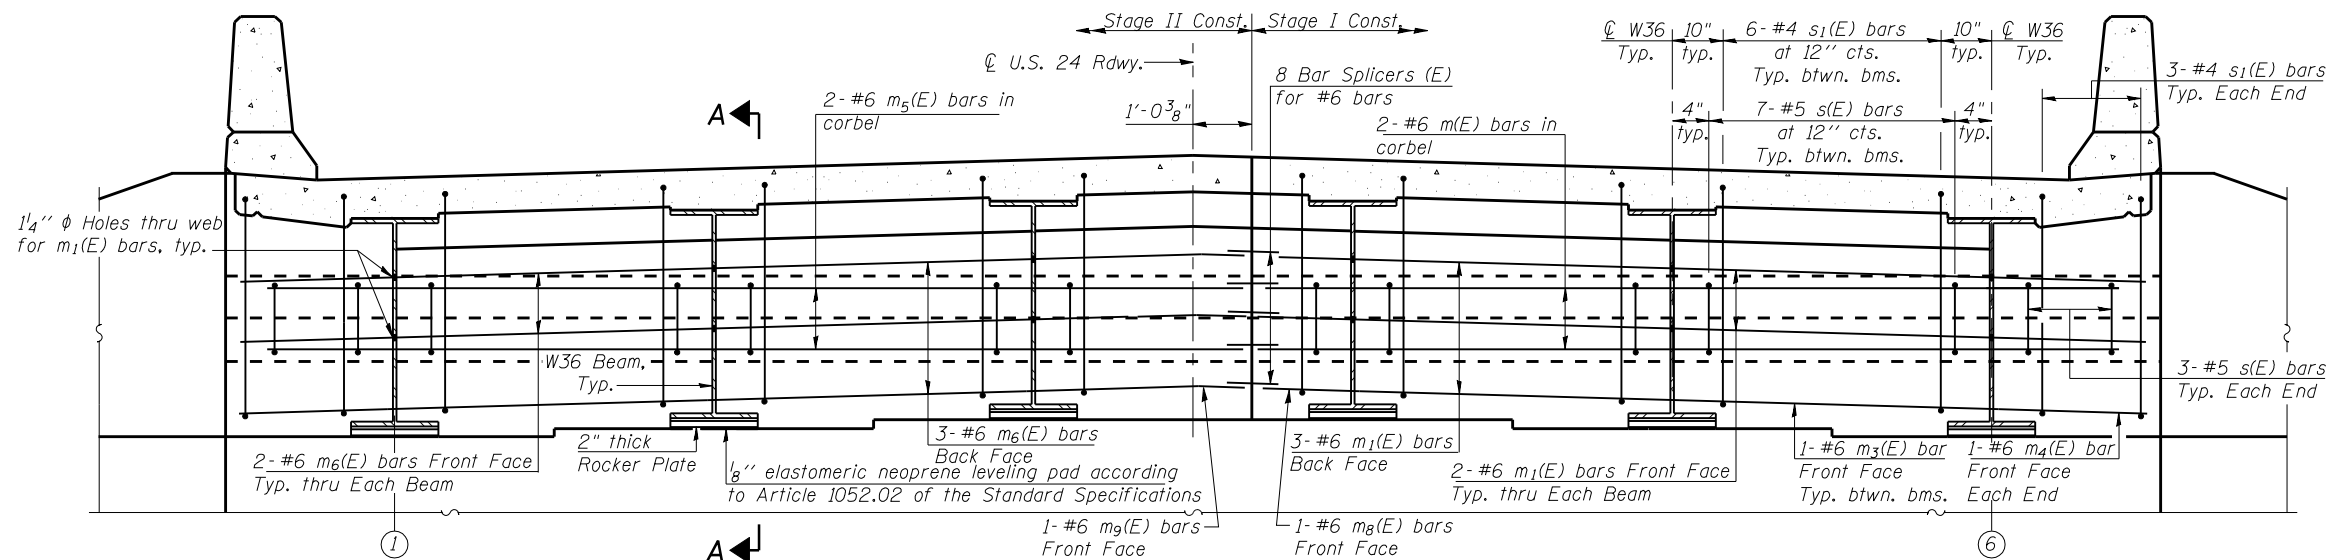 Stage II Const.
Stage I Const.
℄ U.S. 24 Rdwy.
1'-0 3/8"
8 Bar Splicers (E)
for #6 bars
℄ W36
Typ.
10"
typ.
6- #4 s1(E) bars
at 12" cts.
Typ. btwn. bms.
10"
typ.
℄ W36
Typ.
3- #4 s1(E) bars
Typ. Each End
A
2- #6 m5(E) bars in
corbel
2- #6 m(E) bars in
corbel
4"
typ.
7- #5 s(E) bars
at 12" cts.
Typ. btwn. bms.
4"
typ.
1 1/4" ϕ Holes thru web
for m1(E) bars, typ.
W36 Beam,
Typ.
3- #5 s(E) bars
Typ. Each End
2- #6 m6(E) bars Front Face
Typ. thru Each Beam
2" thick
Rocker Plate
3- #6 m6(E) bars
Back Face
1/8" elastomeric neoprene leveling pad according
to Article 1052.02 of the Standard Specifications
3- #6 m1(E) bars
Back Face
2- #6 m1(E) bars Front Face
Typ. thru Each Beam
1- #6 m3(E) bar
Front Face
Typ. btwn. bms.
1- #6 m4(E) bar
Front Face
Each End
1- #6 m9(E) bars
Front Face
1- #6 m8(E) bars
Front Face
1
A
6